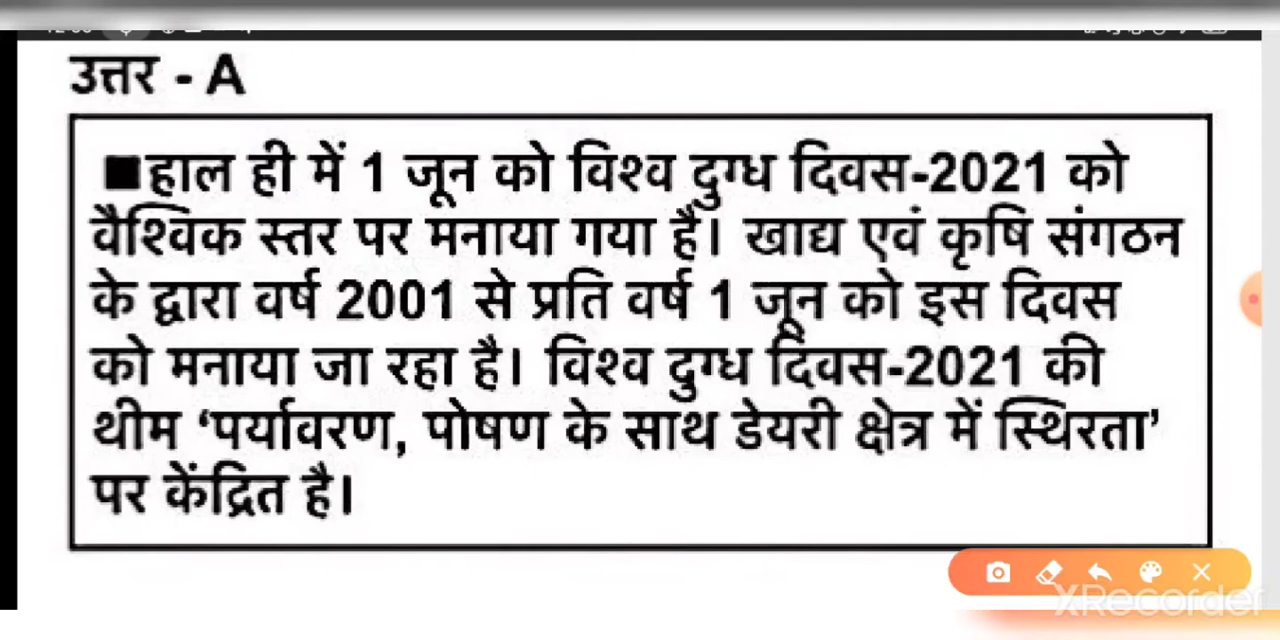 उत्तर - A
■हाल ही में 1 जून को विश्व दुग्ध दिवस-2021 को
वैश्विक स्तर पर मनाया गया है। खाद्य एवं कृषि संगठन
के द्वारा वर्ष 2001 से प्रति वर्ष 1 जून को इस दिवस
को मनाया जा रहा है। विश्व दुग्ध दिवस-2021 की
थीम ‘पर्यावरण, पोषण के साथ डेयरी क्षेत्र में स्थिरता’
पर केंद्रित है।
XRecorder